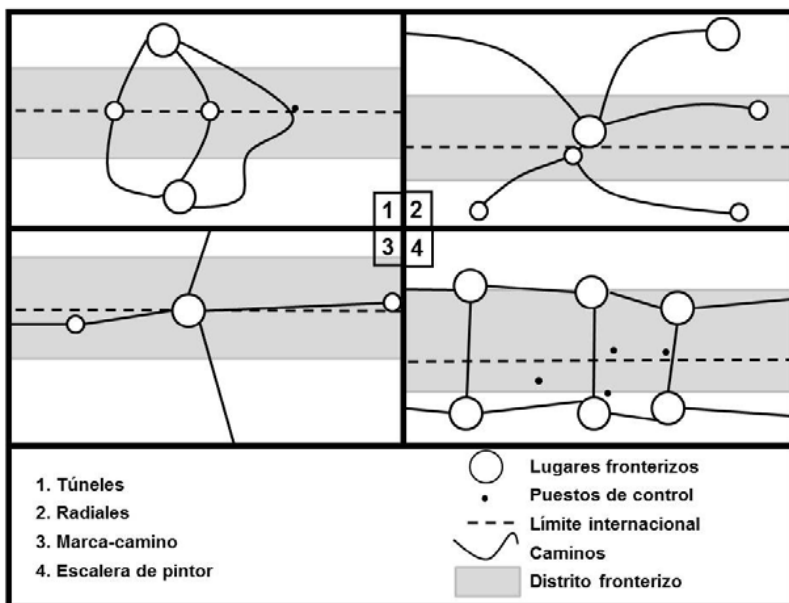 1 2
3 4
1. Túneles
2. Radiales
3. Marca-camino
4. Escalera de pintor
Lugares fronterizos
Puestos de control
Límite internacional
Caminos
Distrito fronterizo